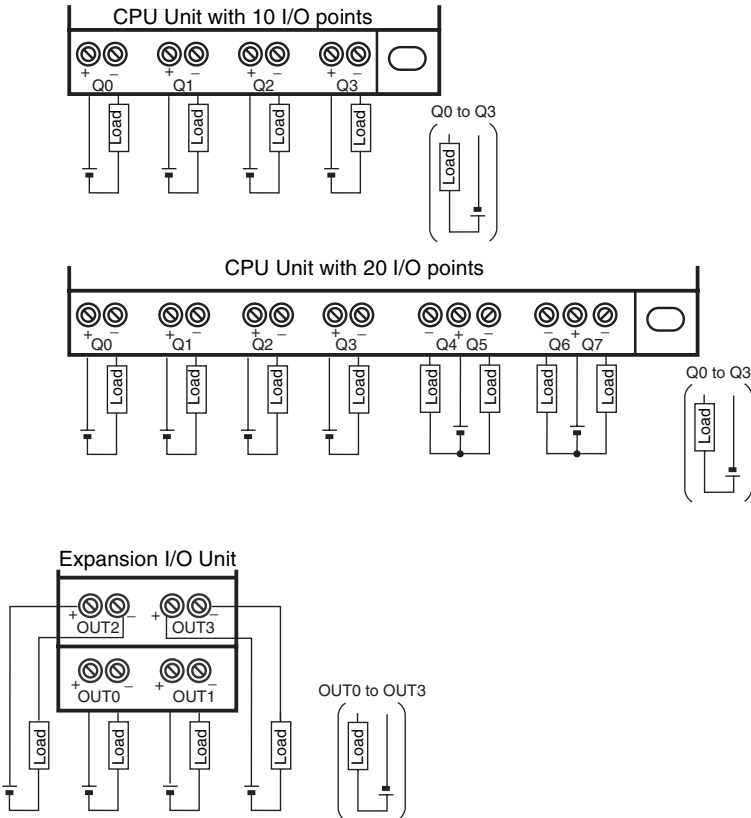 CPU Unit with 10 I/O points
+ − + − + − + −
Q0 Q1 Q2 Q3
Load Load Load Load
Q0 to Q3
Load
CPU Unit with 20 I/O points
+ − + − + − + − − + − − + −
Q0 Q1 Q2 Q3 Q4 Q5 Q6 Q7
Load Load Load Load Load Load Load Load
Q0 to Q3
Load
Expansion I/O Unit
+ − + −
OUT2 OUT3
+ − + −
OUT0 OUT1
Load Load Load Load
OUT0 to OUT3
Load